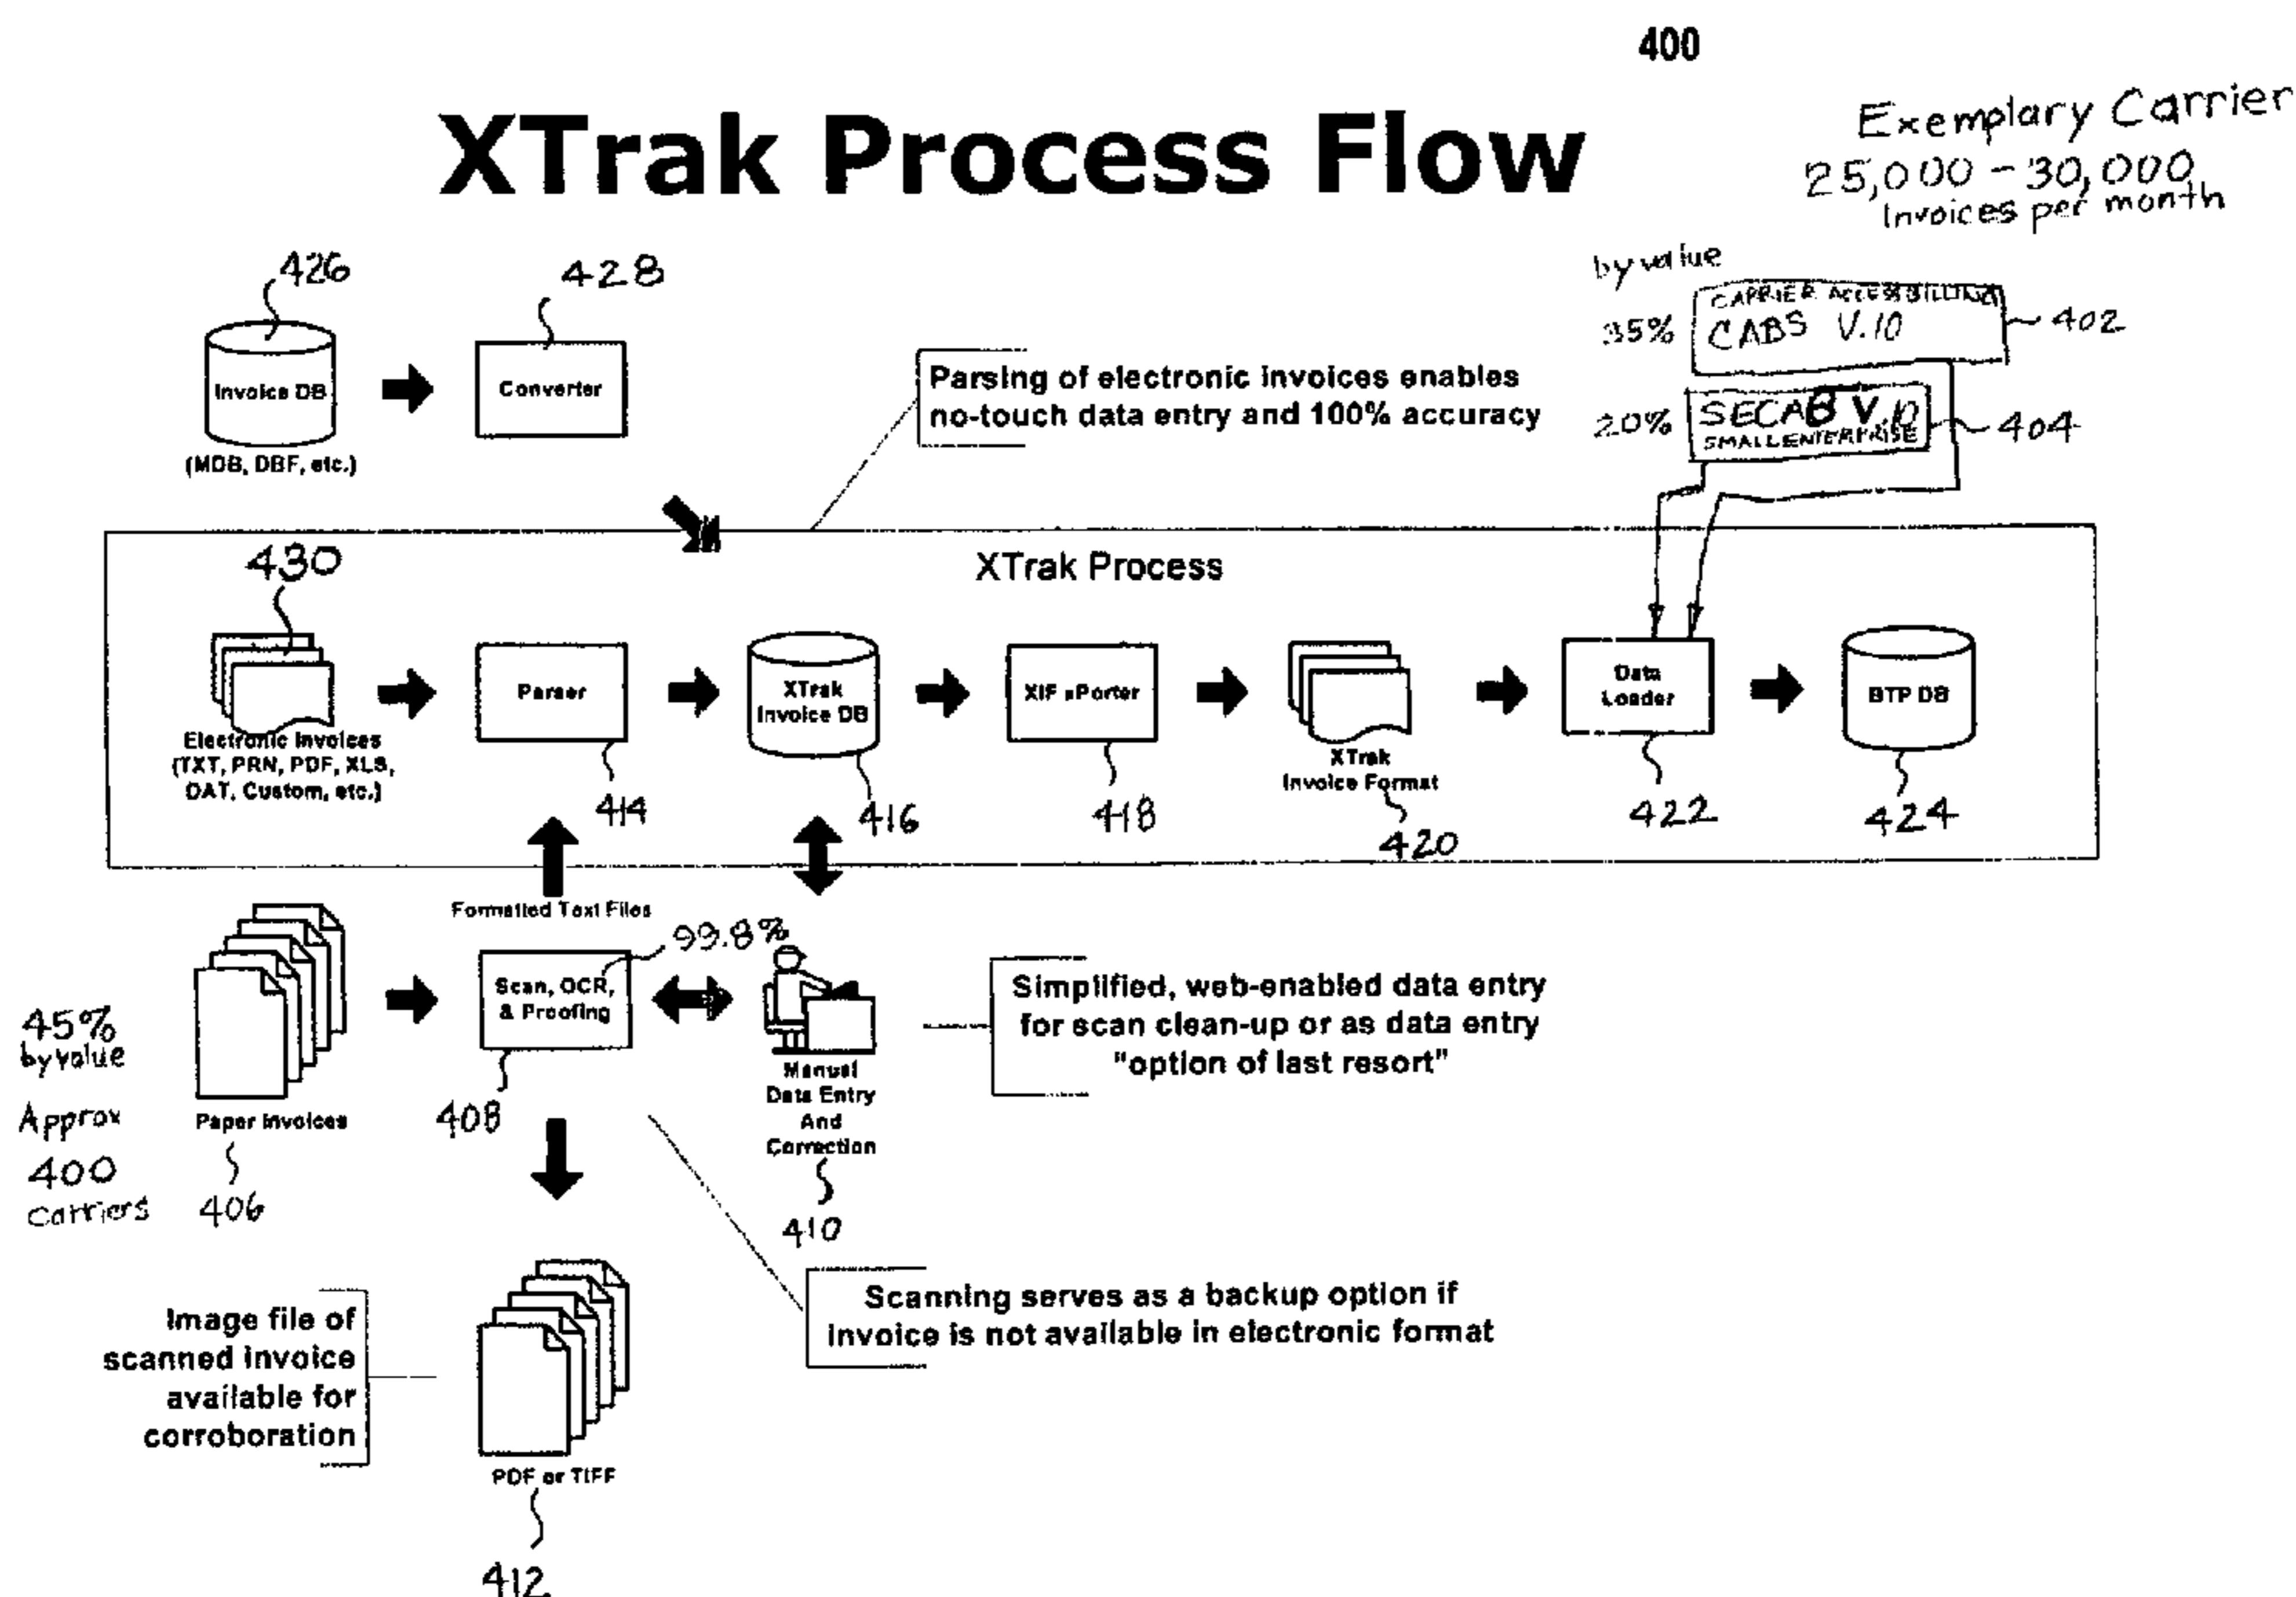 400
XTrak Process Flow
Exemplary Carrier
25,000 - 30,000
Invoices per month
426
428
by value
35%
CARRIER ACCESS BILLING
CABS V.10
402
20%
SECAB V.10
SMALL ENTERPRISE
404
Invoice DB
(MDB, DBF, etc.)
Converter
Parsing of electronic invoices enables
no-touch data entry and 100% accuracy
XTrak Process
430
Electronic Invoices
(TXT, PRN, PDF, XLS,
DAT, Custom, etc.)
Parser
414
XTrak
Invoice DB
416
XIF xPorter
418
XTrak
Invoice Format
420
Data
Loader
422
BTP DB
424
Formatted Text Files
99.8%
Scan, OCR,
& Proofing
408
45%
by value
Approx
400
carriers
Paper Invoices
406
Manual
Data Entry
And
Correction
410
Simplified, web-enabled data entry
for scan clean-up or as data entry
"option of last resort"
Scanning serves as a backup option if
invoice is not available in electronic format
Image file of
scanned invoice
available for
corroboration
PDF or TIFF
412